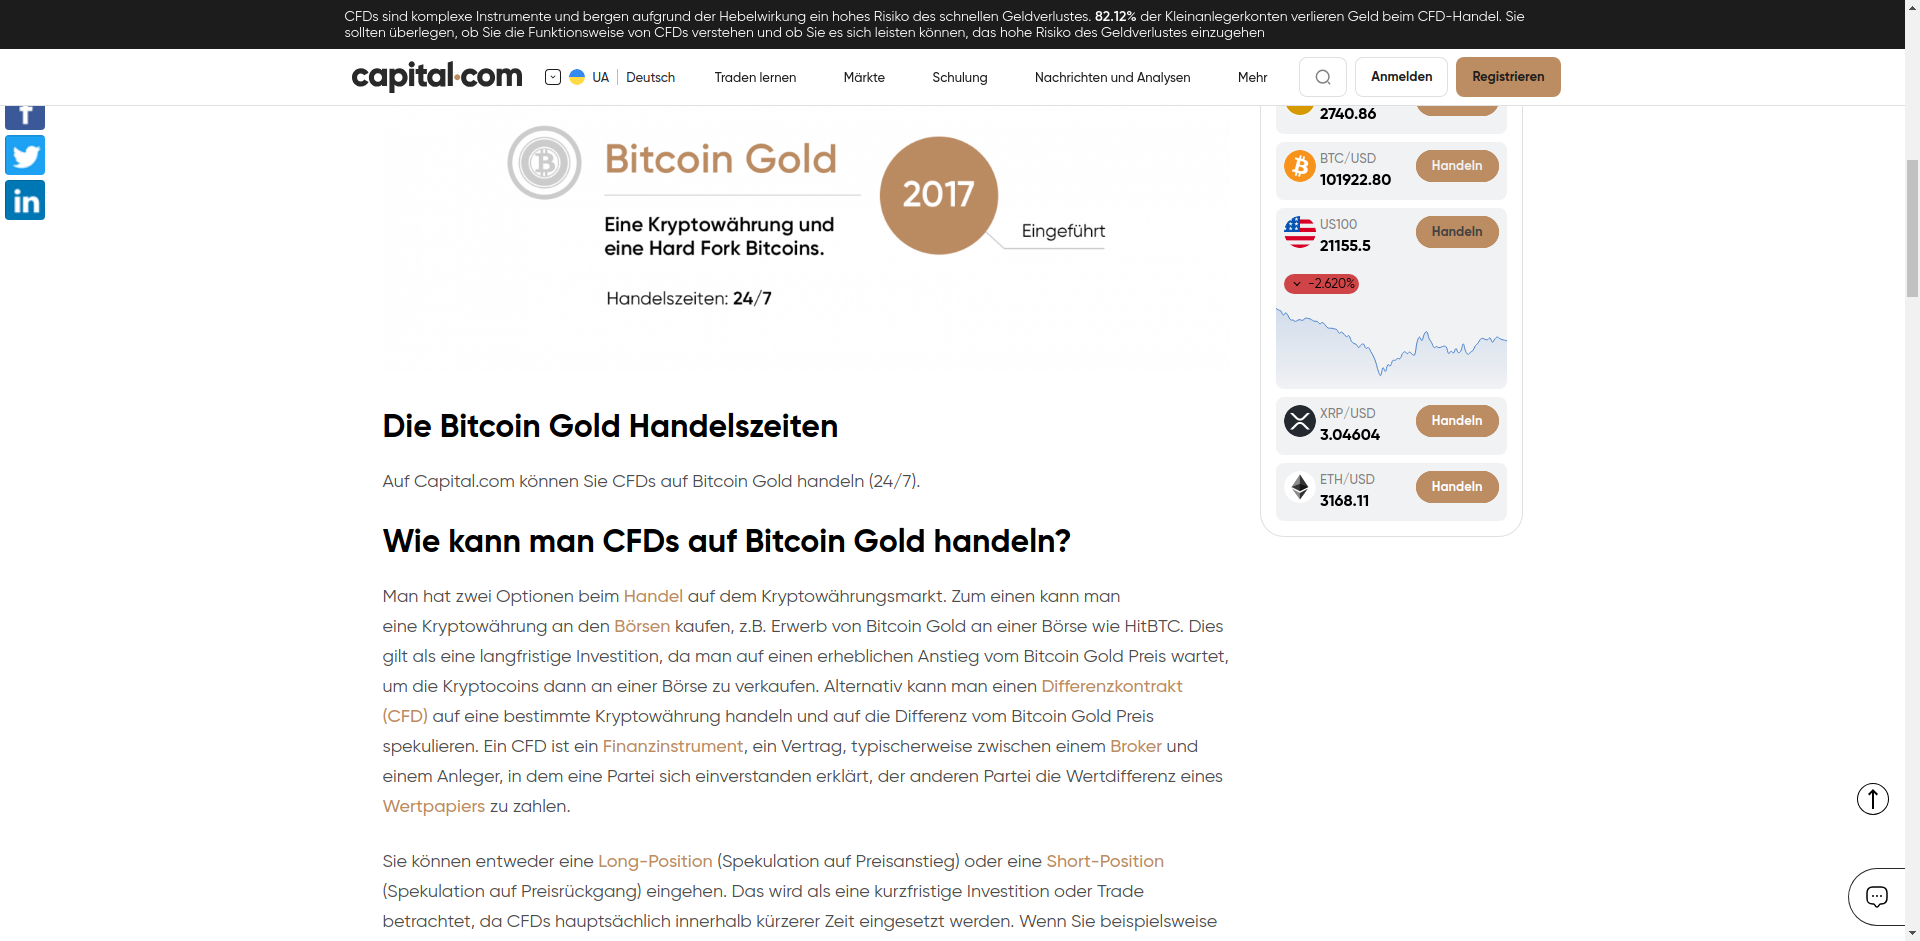 CFDs sind komplexe Instrumente und bergen aufgrund der Hebelwirkung ein hohes Risiko des schnellen Geldverlustes. 82.12% der Kleinanlegerkonten verlieren Geld beim CFD-Handel. Sie
sollten überlegen, ob Sie die Funktionsweise von CFDs verstehen und ob Sie es sich leisten können, das hohe Risiko des Geldverlustes einzugehen
capital.com
UA Deutsch
Traden lernen
Märkte
Schulung
Nachrichten und Analysen
Mehr
Anmelden
Registrieren
Bitcoin Gold
Eine Kryptowährung und
eine Hard Fork Bitcoins.
Handelszeiten: 24/7
2017
Eingeführt
Die Bitcoin Gold Handelszeiten
Auf Capital.com können Sie CFDs auf Bitcoin Gold handeln (24/7).
Wie kann man CFDs auf Bitcoin Gold handeln?
Man hat zwei Optionen beim Handel auf dem Kryptowährungsmarkt. Zum einen kann man
eine Kryptowährung an den Börsen kaufen, z.B. Erwerb von Bitcoin Gold an einer Börse wie HitBTC. Dies
gilt als eine langfristige Investition, da man auf einen erheblichen Anstieg vom Bitcoin Gold Preis wartet,
um die Kryptocoins dann an einer Börse zu verkaufen. Alternativ kann man einen Differenzkontrakt
(CFD) auf eine bestimmte Kryptowährung handeln und auf die Differenz vom Bitcoin Gold Preis
spekulieren. Ein CFD ist ein Finanzinstrument, ein Vertrag, typischerweise zwischen einem Broker und
einem Anleger, in dem eine Partei sich einverstanden erklärt, der anderen Partei die Wertdifferenz eines
Wertpapiers zu zahlen.
Sie können entweder eine Long-Position (Spekulation auf Preisanstieg) oder eine Short-Position
(Spekulation auf Preisrückgang) eingehen. Das wird als eine kurzfristige Investition oder Trade
betrachtet, da CFDs hauptsächlich innerhalb kürzerer Zeit eingesetzt werden. Wenn Sie beispielsweise
2740.86
BTC/USD
101922.80
Handeln
US100
21155.5
Handeln
-2.620%
XRP/USD
3.04604
Handeln
ETH/USD
3168.11
Handeln